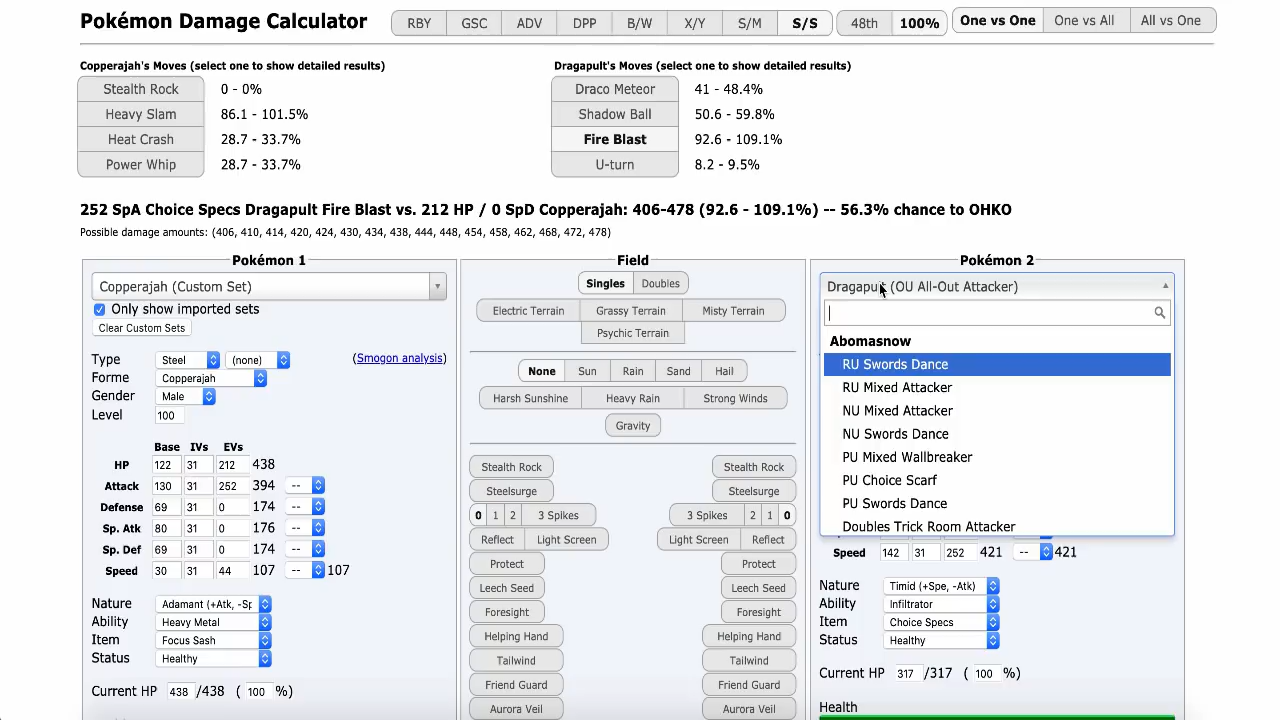 Pokémon Damage Calculator
RBY GSC ADV DPP B/W X/Y S/M S/S 48th 100% One vs One One vs All All vs One
Copperajah's Moves (select one to show detailed results)
Stealth Rock 0 - 0%
Heavy Slam 86.1 - 101.5%
Heat Crash 28.7 - 33.7%
Power Whip 28.7 - 33.7%
Dragapult's Moves (select one to show detailed results)
Draco Meteor 41 - 48.4%
Shadow Ball 50.6 - 59.8%
Fire Blast 92.6 - 109.1%
U-turn 8.2 - 9.5%
252 SpA Choice Specs Dragapult Fire Blast vs. 212 HP / 0 SpD Copperajah: 406-478 (92.6 - 109.1%) -- 56.3% chance to OHKO
Possible damage amounts: (406, 410, 414, 420, 424, 430, 434, 438, 444, 448, 454, 458, 462, 468, 472, 478)
Pokémon 1
Copperajah (Custom Set)
Only show imported sets
Clear Custom Sets
Type Steel (none) (Smogon analysis)
Forme Copperajah
Gender Male
Level 100
Base IVs EVs
HP 122 31 212 438
Attack 130 31 252 394 --
Defense 69 31 0 174 --
Sp. Atk 80 31 0 176 --
Sp. Def 69 31 0 174 --
Speed 30 31 44 107 -- 107
Nature Adamant (+Atk, -Sp
Ability Heavy Metal
Item Focus Sash
Status Healthy
Current HP 438 /438 ( 100 %)
Field
Singles Doubles
Electric Terrain Grassy Terrain Misty Terrain
Psychic Terrain
None Sun Rain Sand Hail
Harsh Sunshine Heavy Rain Strong Winds
Gravity
Stealth Rock Stealth Rock
Steelsurge Steelsurge
0 1 2 3 Spikes 3 Spikes 2 1 0
Reflect Light Screen Light Screen Reflect
Protect Protect
Leech Seed Leech Seed
Foresight Foresight
Helping Hand Helping Hand
Tailwind Tailwind
Friend Guard Friend Guard
Aurora Veil Aurora Veil
Pokémon 2
Dragapult (OU All-Out Attacker)
Abomasnow
RU Swords Dance
RU Mixed Attacker
NU Mixed Attacker
NU Swords Dance
PU Mixed Wallbreaker
PU Choice Scarf
PU Swords Dance
Doubles Trick Room Attacker
Speed 142 31 252 421 -- 421
Nature Timid (+Spe, -Atk)
Ability Infiltrator
Item Choice Specs
Status Healthy
Current HP 317 /317 ( 100 %)
Health